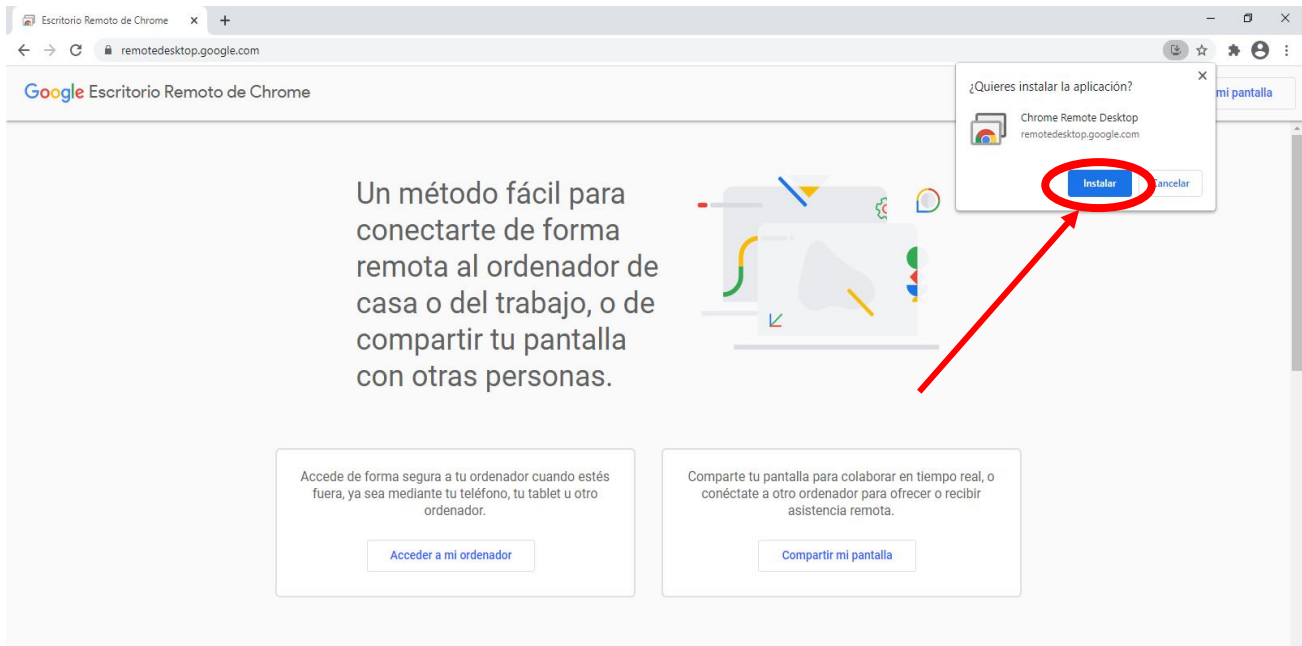 Escritorio Remoto de Chrome
remotedesktop.google.com
Google Escritorio Remoto de Chrome
mi pantalla
¿Quieres instalar la aplicación?
Chrome Remote Desktop
remotedesktop.google.com
Instalar
Cancelar
Un método fácil para
conectarte de forma
remota al ordenador de
casa o del trabajo, o de
compartir tu pantalla
con otras personas.
Accede de forma segura a tu ordenador cuando estés
fuera, ya sea mediante tu teléfono, tu tablet u otro
ordenador.
Acceder a mi ordenador
Comparte tu pantalla para colaborar en tiempo real, o
conéctate a otro ordenador para ofrecer o recibir
asistencia remota.
Compartir mi pantalla